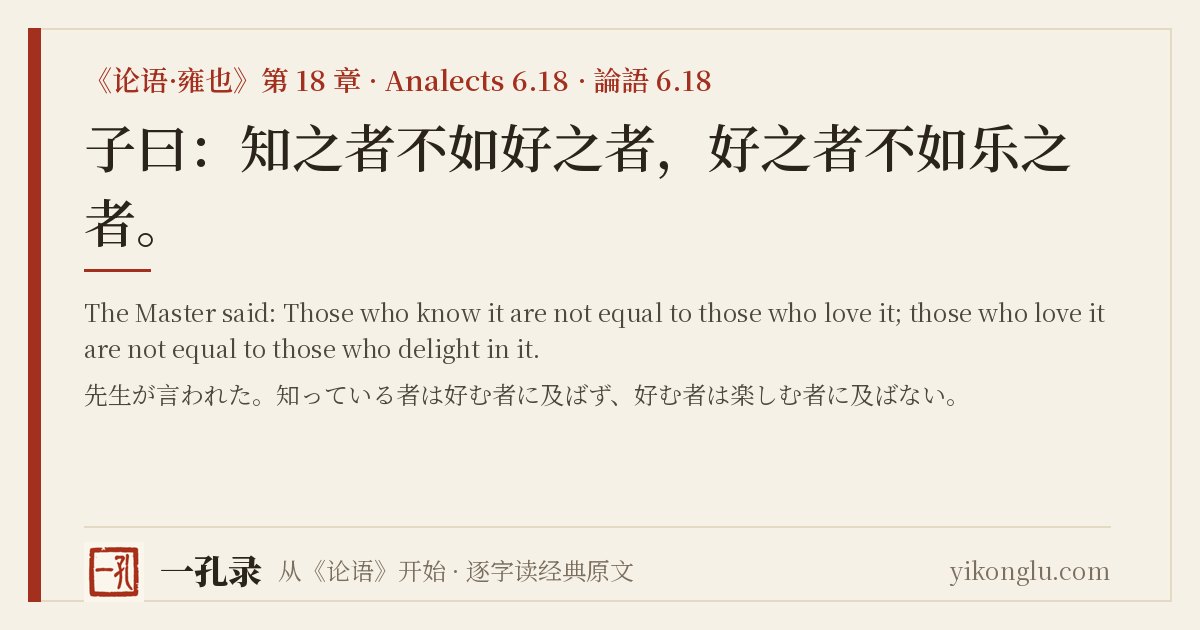 《论语·雍也》第 18 章 · Analects 6.18 · 論語 6.18
子曰：知之者不如好之者，好之者不如乐之
者。
The Master said: Those who know it are not equal to those who love it; those who love it
are not equal to those who delight in it.
先生が言われた。知っている者は好む者に及ばず、好む者は楽しむ者に及ばない。
一孔
一孔录
从《论语》开始 · 逐字读经典原文
yikonglu.com